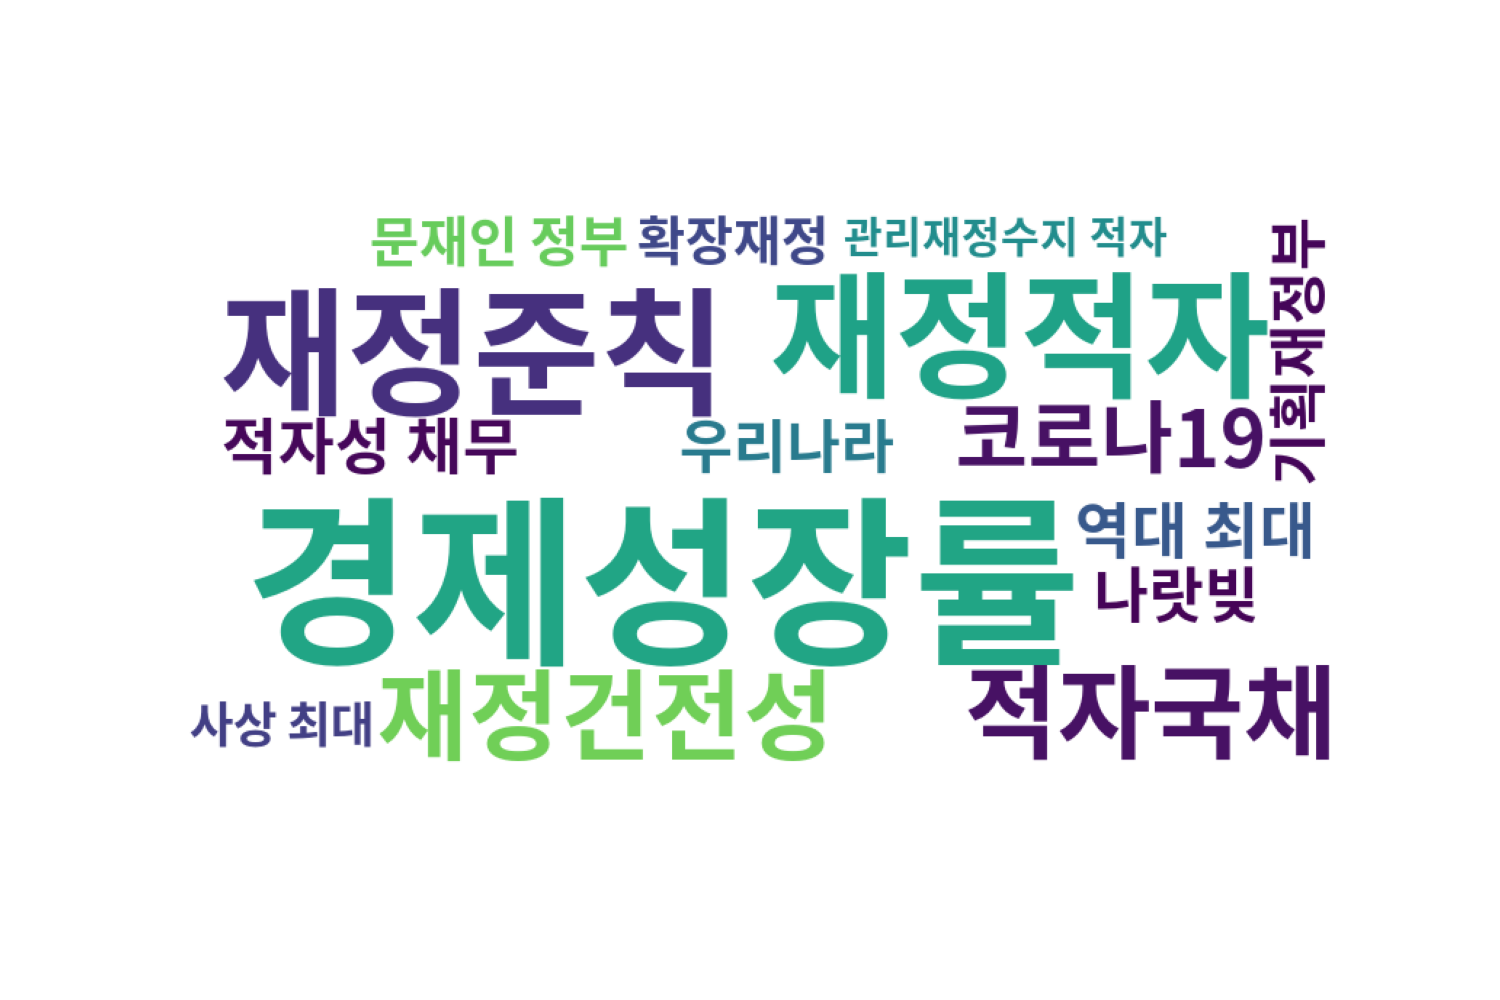 문재인 정부 확장재정 관리재정수지 적자
재정준칙 재정적자
기획재정부
적자성 채무 우리나라 코로나19
경제성장률 역대 최대
나랏빚
사상 최대 재정건전성 적자국채